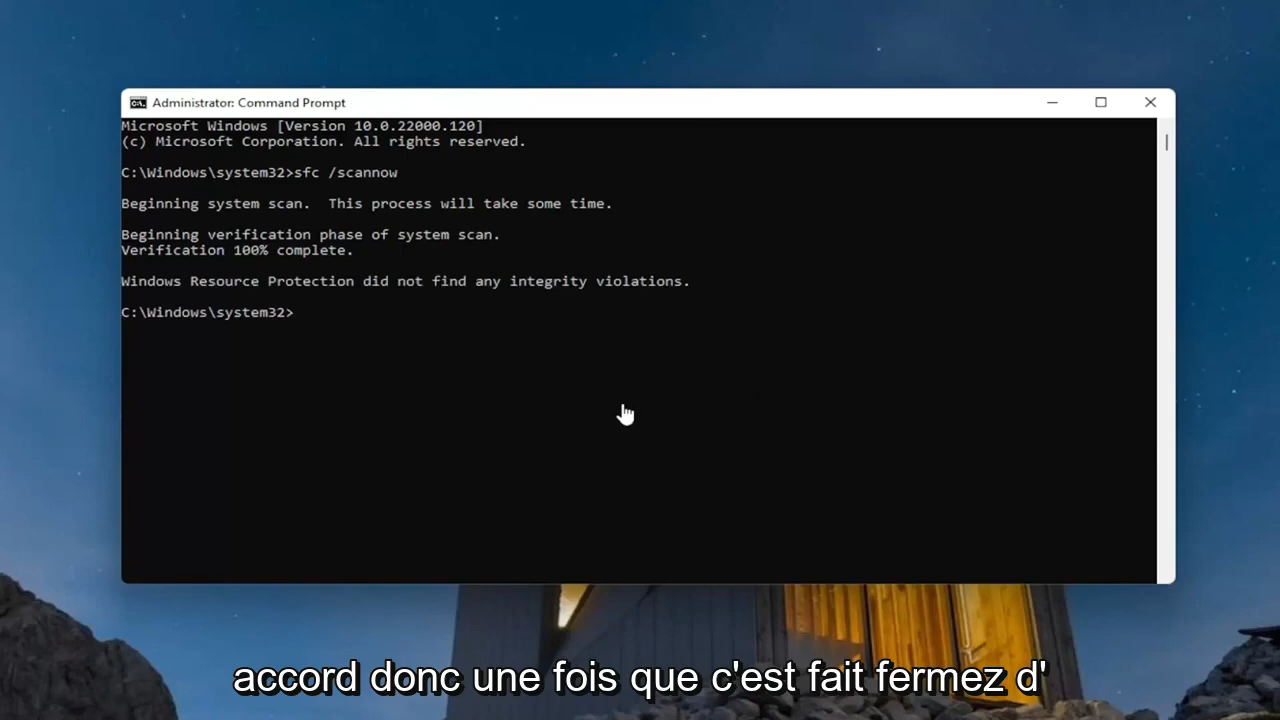 Administrator: Command Prompt
Microsoft Windows [Version 10.0.22000.120]
(c) Microsoft Corporation. All rights reserved.
C:\Windows\system32>sfc /scannow
Beginning system scan.  This process will take some time.
Beginning verification phase of system scan.
Verification 100% complete.
Windows Resource Protection did not find any integrity violations.
C:\Windows\system32>
accord donc une fois que c'est fait fermez d'